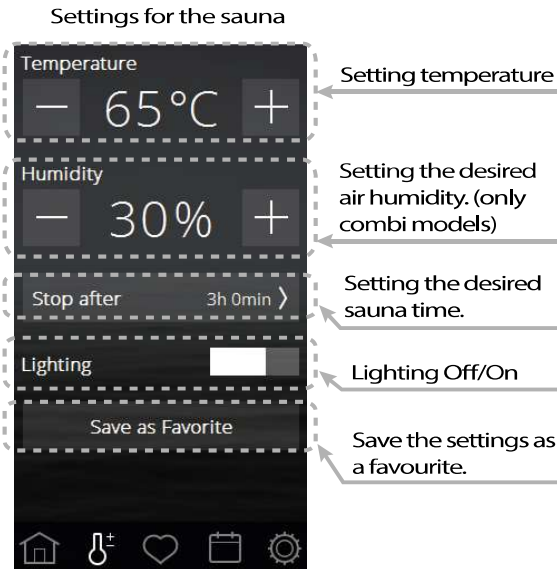 Settings for the sauna
Temperature
− 65°C +
Setting temperature
Humidity
− 30% +
Setting the desired
air humidity. (only
combi models)
Stop after 3h 0min
Setting the desired
sauna time.
Lighting
Lighting Off/On
Save as Favorite
Save the settings as
a favourite.